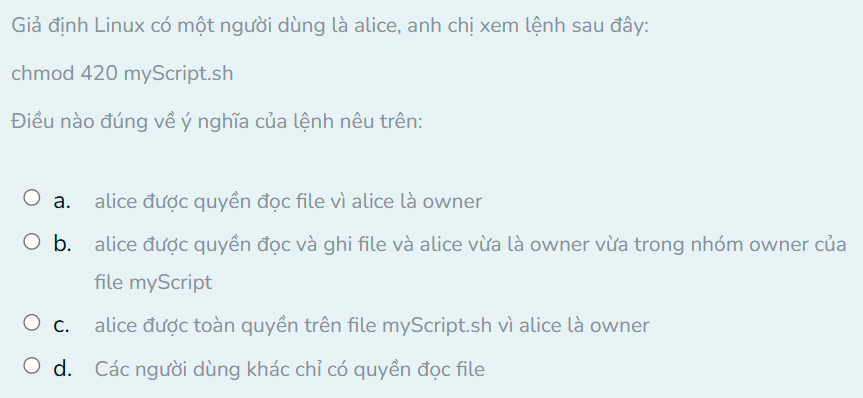 Giả định Linux có một người dùng là alice, anh chị xem lệnh sau đây:
chmod 420 myScript.sh
Điều nào đúng về ý nghĩa của lệnh nêu trên:
a. alice được quyền đọc file vì alice là owner
b. alice được quyền đọc và ghi file và alice vừa là owner vừa trong nhóm owner của
file myScript
c. alice được toàn quyền trên file myScript.sh vì alice là owner
d. Các người dùng khác chỉ có quyền đọc file